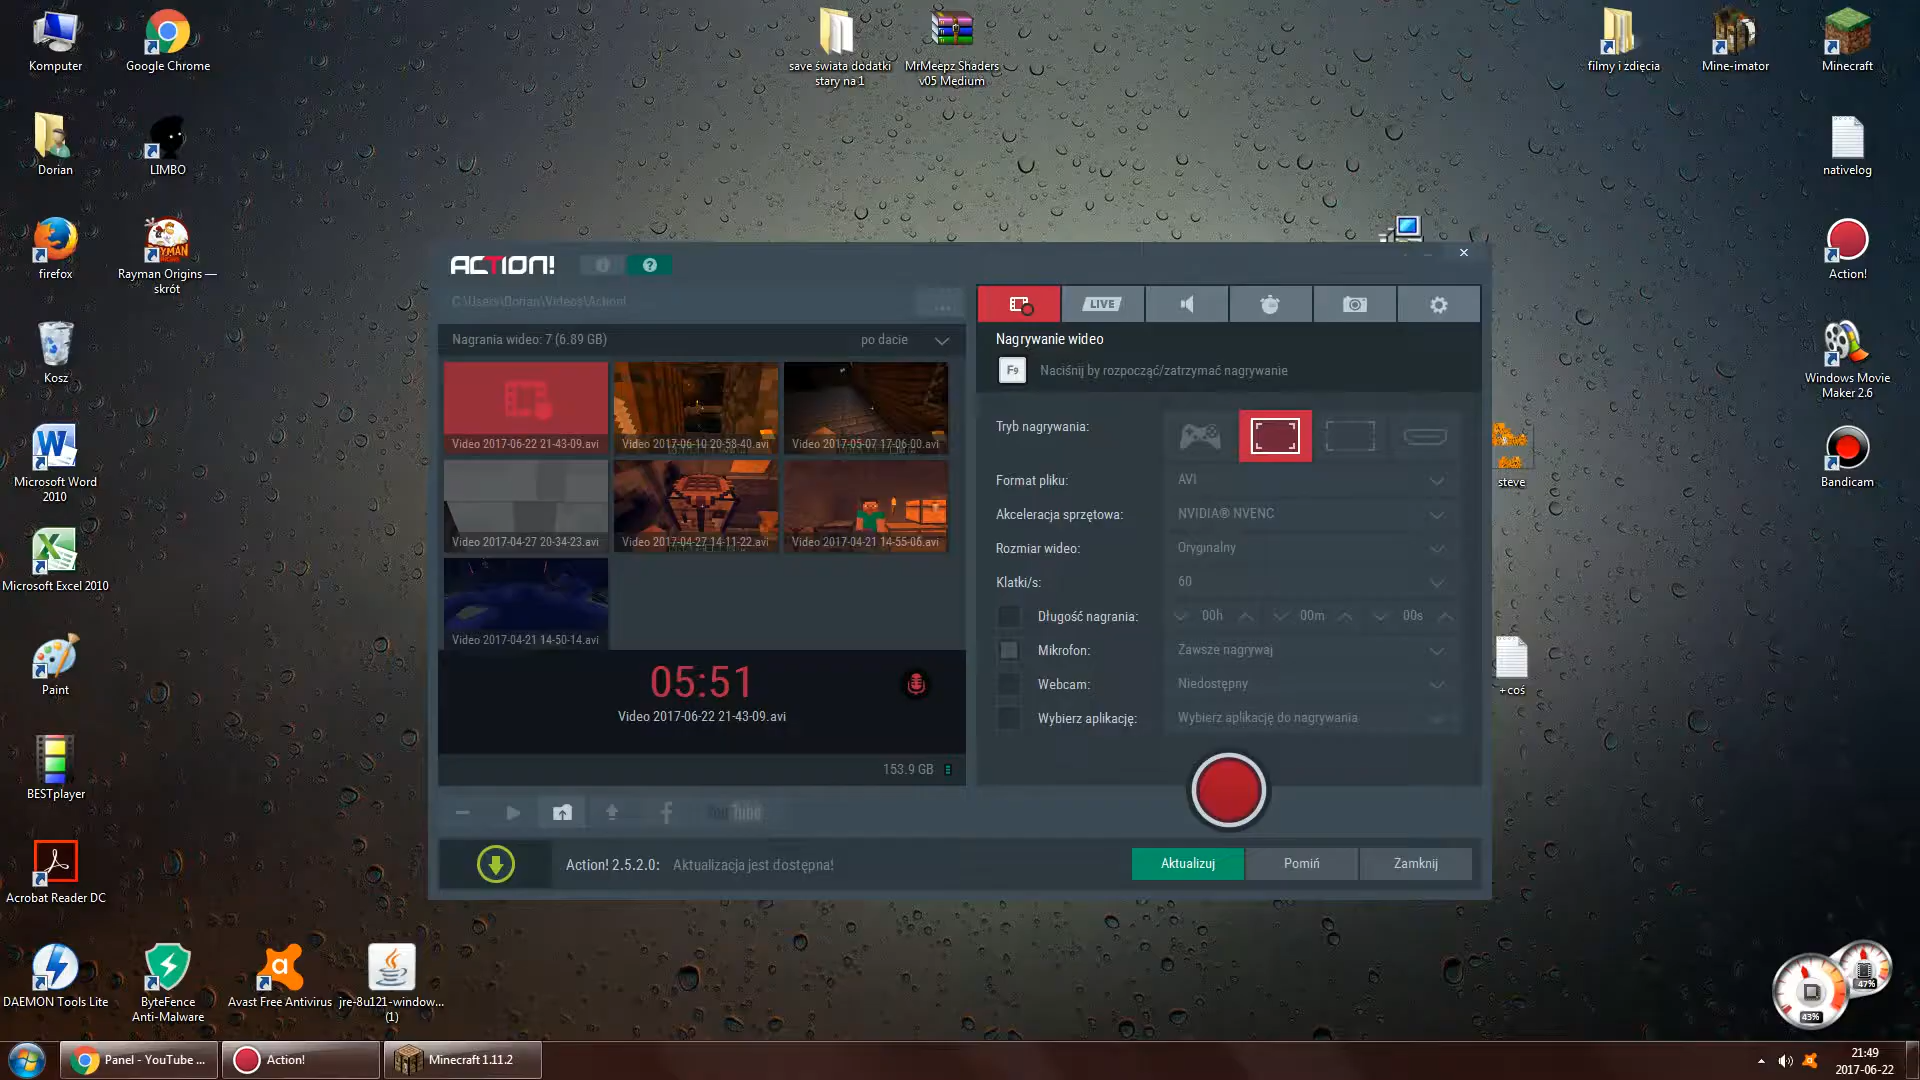 Komputer
Google Chrome
save świata dodatki
stary na 1
MrMeepz Shaders
v05 Medium
filmy i zdięcia
Mine-imator
Minecraft
Dorian
LIMBO
nativelog
firefox
Rayman Origins —
skrót
Action!
Kosz
Windows Movie
Maker 2.6
Microsoft Word
2010
steve
Bandicam
Microsoft Excel 2010
Paint
+coś
BESTplayer
Acrobat Reader DC
DAEMON Tools Lite
ByteFence
Anti-Malware
Avast Free Antivirus
jre-8u121-window...
(1)
ACTION!
C:\Users\Dorian\Videos\Action!
...
LIVE
Nagrania wideo: 7 (6.89 GB)
po dacie
Video 2017-06-22 21-43-09.avi
Video 2017-06-10 20-58-40.avi
Video 2017-05-07 17-06-00.avi
Video 2017-04-27 20-34-23.avi
Video 2017-04-27 14-11-22.avi
Video 2017-04-21 14-55-06.avi
Video 2017-04-21 14-50-14.avi
05:51
Video 2017-06-22 21-43-09.avi
153.9 GB
YouTube
Nagrywanie wideo
F9
Naciśnij by rozpocząć/zatrzymać nagrywanie
Tryb nagrywania:
Format pliku:
AVI
Akceleracja sprzętowa:
NVIDIA® NVENC
Rozmiar wideo:
Oryginalny
Klatki/s:
60
Długość nagrania:
00h
00m
00s
Mikrofon:
Zawsze nagrywaj
Webcam:
Niedostępny
Wybierz aplikację:
Wybierz aplikację do nagrywania
Action! 2.5.2.0:
Aktualizacja jest dostępna!
Aktualizuj
Pomiń
Zamknij
47%
43%
Panel - YouTube ...
Action!
Minecraft 1.11.2
21:49
2017-06-22